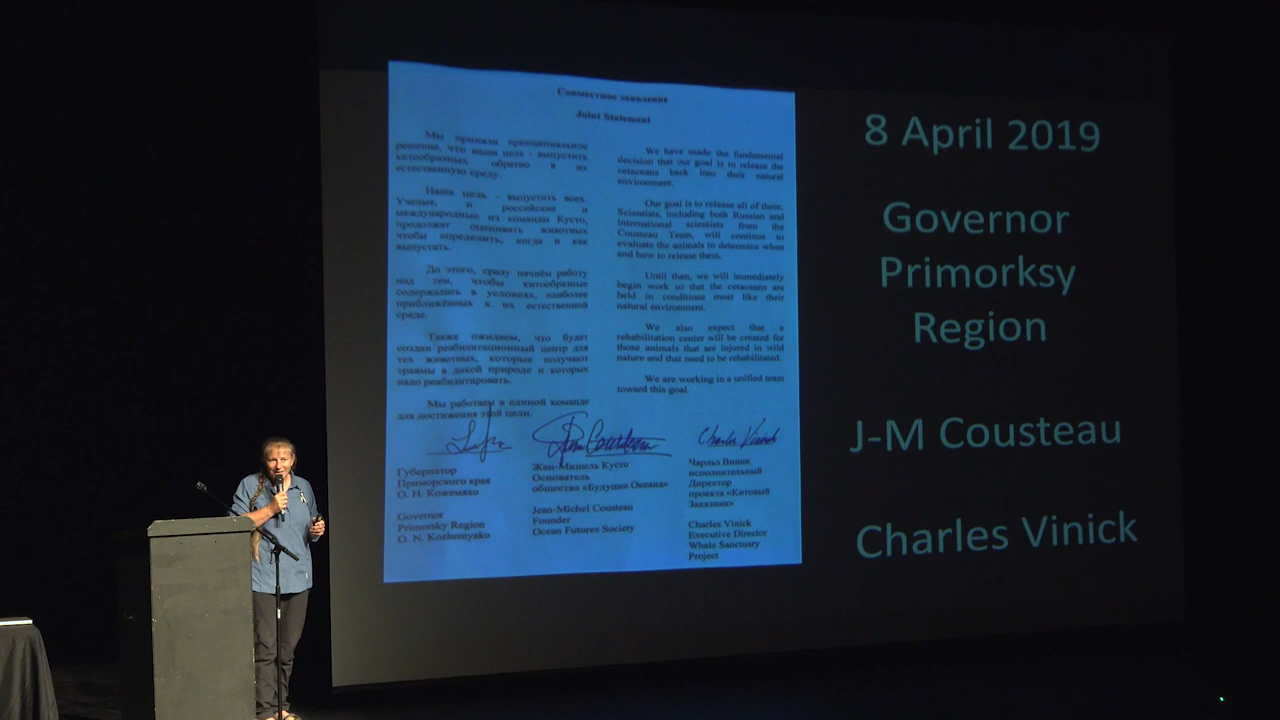 Совместное заявление
Joint Statement
Мы приняли принципиальное
решение, что наша цель - выпустить
китообразных обратно в их
естественную среду.
Наша цель - выпустить всех.
Ученые, и российские и
международные из команды Кусто,
продолжат оценивать животных
чтобы определить, когда и как
выпустить.
До этого, сразу начнём работу
над тем, чтобы китообразные
содержались в условиях, наиболее
приближённых к их естественной
среде.
Также ожидаем, что будет
создан реабилитационный центр для
тех животных, которые получают
травмы в дикой природе и которых
надо реабилитировать.
Мы работаем в единой команде
для достижения этой цели.
We have made the fundamental
decision that our goal is to release the
cetaceans back into their natural
environment.
Our goal is to release all of them.
Scientists, including both Russian and
international scientists from the
Cousteau Team, will continue to
evaluate the animals to determine when
and how to release them.
Until then, we will immediately
begin work so that the cetaceans are
held in conditions most like their
natural environment.
We also expect that a
rehabilitation center will be created for
those animals that are injured in wild
nature and that need to be rehabilitated.
We are working in a unified team
toward this goal.
Губернатор
Приморского края
О. Н. Кожемяко
Governor
Primorsky Region
O. N. Kozhemyako
Жан-Мишель Кусто
Основатель
общества «Будущее Океана»
Jean-Michel Cousteau
Founder
Ocean Futures Society
Charles Vinick
Чарльз Виник
исполнительный
Директор
проекта «Китовый
Заказник»
Charles Vinick
Executive Director
Whale Sanctuary
Project
8 April 2019
Governor
Primorksy
Region
J-M Cousteau
Charles Vinick